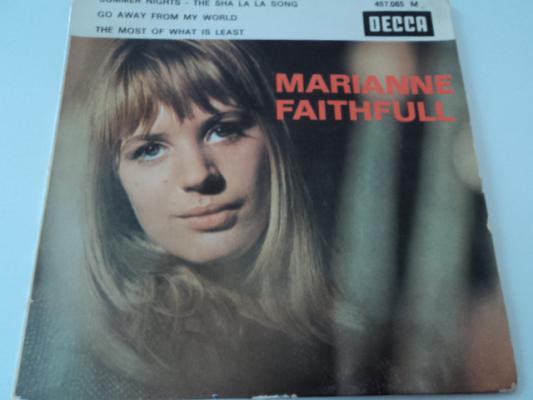 SUMMER NIGHTS - THE SHA LA LA SONG
GO AWAY FROM MY WORLD
THE MOST OF WHAT IS LEAST
457.085 M
DECCA
MARIANNE
FAITHFULL